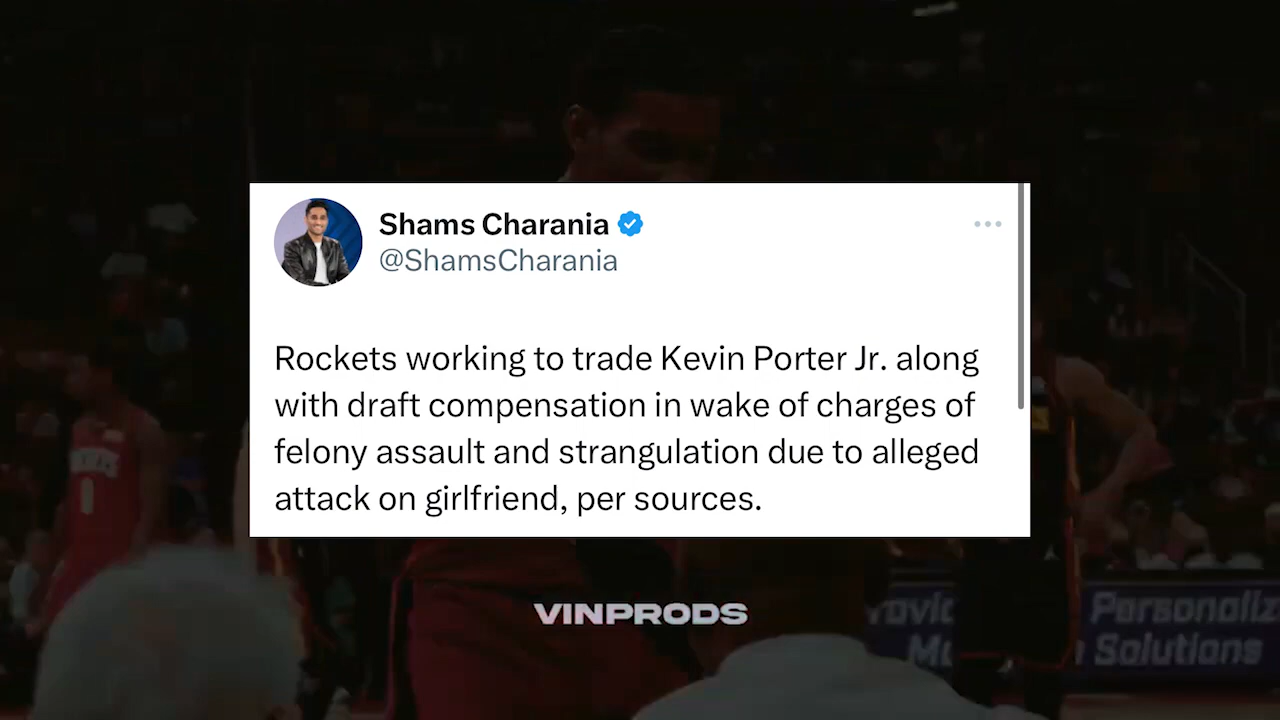 Shams Charania
@ShamsCharania
Rockets working to trade Kevin Porter Jr. along
with draft compensation in wake of charges of
felony assault and strangulation due to alleged
attack on girlfriend, per sources.
VINPRODS
Personaliz
Solutions
1